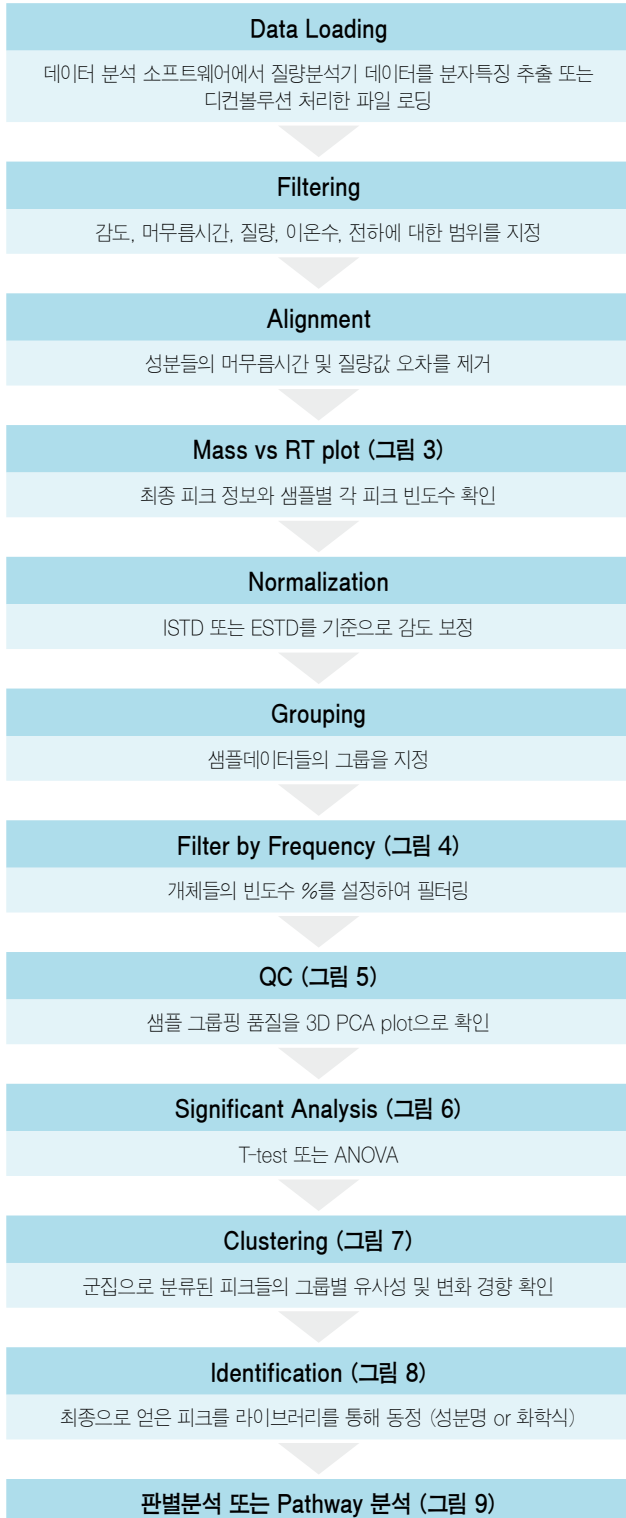 Data Loading
데이터 분석 소프트웨어에서 질량분석기 데이터를 분자특징 추출 또는
디컨볼루션 처리한 파일 로딩
Filtering
감도, 머무름시간, 질량, 이온수, 전하에 대한 범위를 지정
Alignment
성분들의 머무름시간 및 질량값 오차를 제거
Mass vs RT plot (그림 3)
최종 피크 정보와 샘플별 각 피크 빈도수 확인
Normalization
ISTD 또는 ESTD를 기준으로 감도 보정
Grouping
샘플데이터들의 그룹을 지정
Filter by Frequency (그림 4)
개체들의 빈도수 %를 설정하여 필터링
QC (그림 5)
샘플 그룹핑 품질을 3D PCA plot으로 확인
Significant Analysis (그림 6)
T-test 또는 ANOVA
Clustering (그림 7)
군집으로 분류된 피크들의 그룹별 유사성 및 변화 경향 확인
Identification (그림 8)
최종으로 얻은 피크를 라이브러리를 통해 동정 (성분명 or 화학식)
판별분석 또는 Pathway 분석 (그림 9)